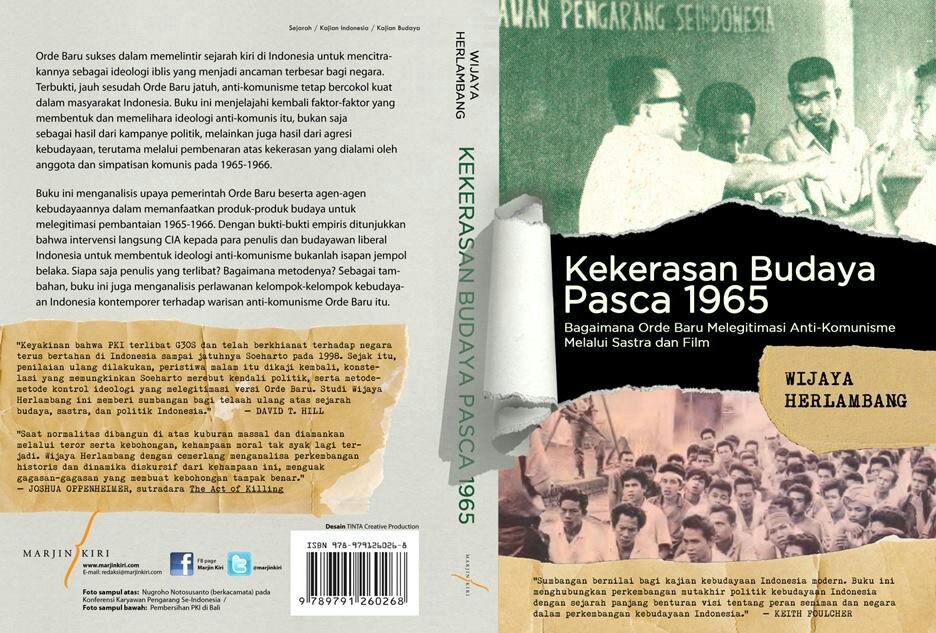 Sejarah / Kajian Indonesia / Kajian Budaya
Orde Baru sukses dalam memelintir sejarah kiri di Indonesia untuk mencitra-
kannya sebagai ideologi iblis yang menjadi ancaman terbesar bagi negara.
Terbukti, jauh sesudah Orde Baru jatuh, anti-komunisme tetap bercokol kuat
dalam masyarakat Indonesia. Buku ini menjelajahi kembali faktor-faktor yang
membentuk dan memelihara ideologi anti-komunis itu, bukan saja
sebagai hasil dari kampanye politik, melainkan juga hasil dari agresi
kebudayaan, terutama melalui pembenaran atas kekerasan yang dialami oleh
anggota dan simpatisan komunis pada 1965-1966.
Buku ini menganalisis upaya pemerintah Orde Baru beserta agen-agen
kebudayaannya dalam memanfaatkan produk-produk budaya untuk
melegitimasi pembantaian 1965-1966. Dengan bukti-bukti empiris ditunjukkan
bahwa intervensi langsung CIA kepada para penulis dan budayawan liberal
Indonesia untuk membentuk ideologi anti-komunisme bukanlah isapan jempol
belaka. Siapa saja penulis yang terlibat? Bagaimana metodenya? Sebagai tam-
bahan, buku ini juga menganalisis perlawanan kelompok-kelompok kebudaya-
an Indonesia kontemporer terhadap warisan anti-komunisme Orde Baru itu.
"Keyakinan bahwa PKI terlibat G30S dan telah berkhianat terhadap negara
terus bertahan di Indonesia sampai jatuhnya Soeharto pada 1998. Sejak itu,
penilaian ulang dilakukan, peristiwa malam itu dikaji kembali, konste-
lasi yang memungkinkan Soeharto merebut kendali politik, serta metode-
metode kontrol ideologi yang melegitimasi versi Orde Baru. Studi Wijaya
Herlambang ini memberi sumbangan bagi telaah ulang atas sejarah
budaya, sastra, dan politik Indonesia." — DAVID T. HILL
"Saat normalitas dibangun di atas kuburan massal dan diamankan
melalui teror serta kebohongan, kehampaan moral tak syak lagi ter-
jadi. Wijaya Herlambang dengan cemerlang menganalisa perkembangan
historis dan dinamika diskursif dari kehampaan ini, menguak
gagasan-gagasan yang membuat kebohongan tampak benar."
— JOSHUA OPPENHEIMER, sutradara The Act of Killing
MARJIN KIRI
www.marjinkiri.com
E-mail: redaksi@marjinkiri.com
FB page
Marjin Kiri
@marjinkiri
Foto sampul atas: Nugroho Notosusanto (berkacamata) pada
Konferensi Karyawan Pengarang Se-Indonesia /
Foto sampul bawah: Pembersihan PKI di Bali
Desain TINTA Creative Production
ISBN 978-979126026-8
9 789791 260268
WIJAYA
HERLAMBANG
KEKERASAN BUDAYA PASCA 1965
MARJIN KIRI
AWAN PENGARANG SEINDONESIA
Kekerasan Budaya
Pasca 1965
Bagaimana Orde Baru Melegitimasi Anti-Komunisme
Melalui Sastra dan Film
WIJAYA
HERLAMBANG
"Sumbangan bernilai bagi kajian kebudayaan Indonesia modern. Buku ini
menghubungkan perkembangan mutakhir politik kebudayaan Indonesia
dengan sejarah panjang benturan visi tentang peran seniman dan negara
dalam perkembangan kebudayaan Indonesia." — KEITH FOULCHER